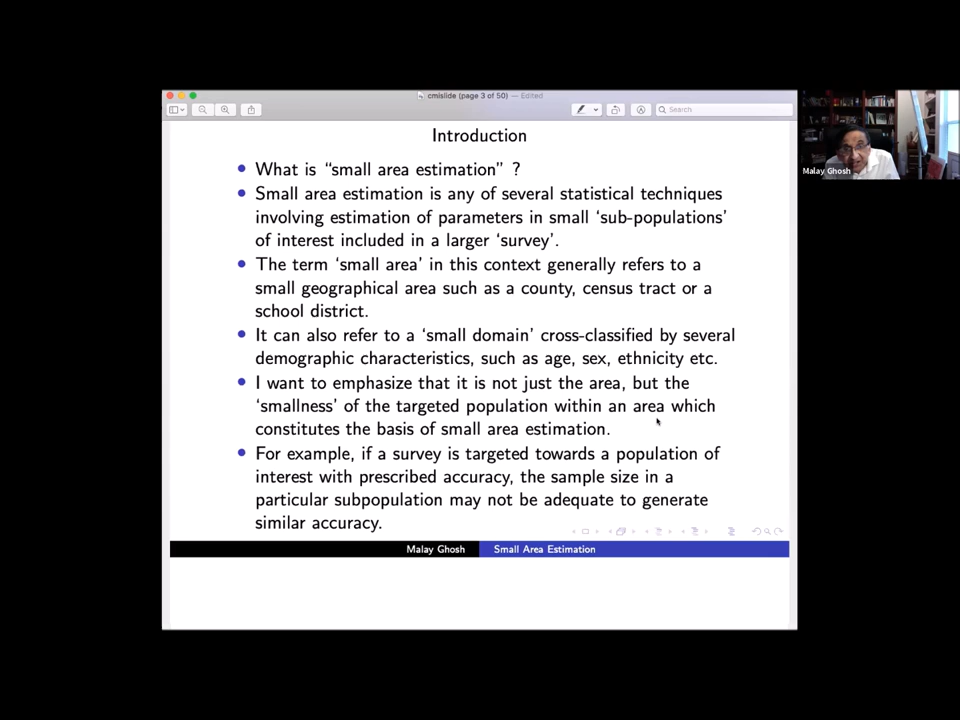 cmislide (page 3 of 50) — Edited
Search
Introduction
• What is “small area estimation” ?
• Small area estimation is any of several statistical techniques
involving estimation of parameters in small ‘sub-populations’
of interest included in a larger ‘survey’.
• The term ‘small area’ in this context generally refers to a
small geographical area such as a county, census tract or a
school district.
• It can also refer to a ‘small domain’ cross-classified by several
demographic characteristics, such as age, sex, ethnicity etc.
• I want to emphasize that it is not just the area, but the
‘smallness’ of the targeted population within an area which
constitutes the basis of small area estimation.
• For example, if a survey is targeted towards a population of
interest with prescribed accuracy, the sample size in a
particular subpopulation may not be adequate to generate
similar accuracy.
Malay Ghosh
Small Area Estimation
Malay Ghosh